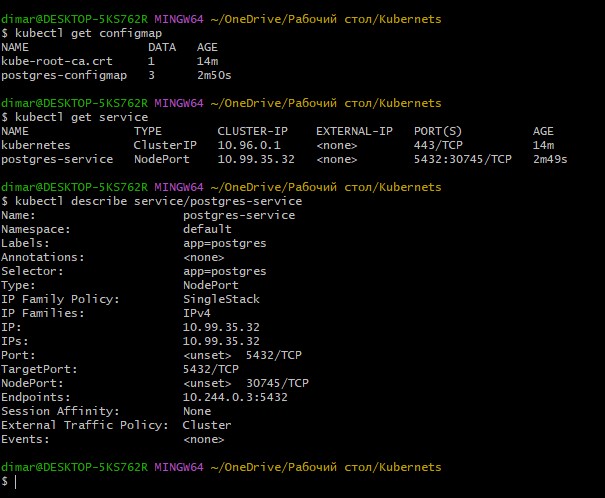 dimar@DESKTOP-5KS762R MINGW64 ~/OneDrive/Рабочий стол/Kubernets
$ kubectl get configmap
NAME                 DATA   AGE
kube-root-ca.crt     1      14m
postgres-configmap   3      2m50s
dimar@DESKTOP-5KS762R MINGW64 ~/OneDrive/Рабочий стол/Kubernets
$ kubectl get service
NAME               TYPE        CLUSTER-IP    EXTERNAL-IP   PORT(S)          AGE
kubernetes         ClusterIP   10.96.0.1     <none>        443/TCP          14m
postgres-service   NodePort    10.99.35.32   <none>        5432:30745/TCP   2m49s
dimar@DESKTOP-5KS762R MINGW64 ~/OneDrive/Рабочий стол/Kubernets
$ kubectl describe service/postgres-service
Name:                     postgres-service
Namespace:                default
Labels:                   app=postgres
Annotations:              <none>
Selector:                 app=postgres
Type:                     NodePort
IP Family Policy:         SingleStack
IP Families:              IPv4
IP:                       10.99.35.32
IPs:                      10.99.35.32
Port:                     <unset>  5432/TCP
TargetPort:               5432/TCP
NodePort:                 <unset>  30745/TCP
Endpoints:                10.244.0.3:5432
Session Affinity:         None
External Traffic Policy:  Cluster
Events:                   <none>
dimar@DESKTOP-5KS762R MINGW64 ~/OneDrive/Рабочий стол/Kubernets
$